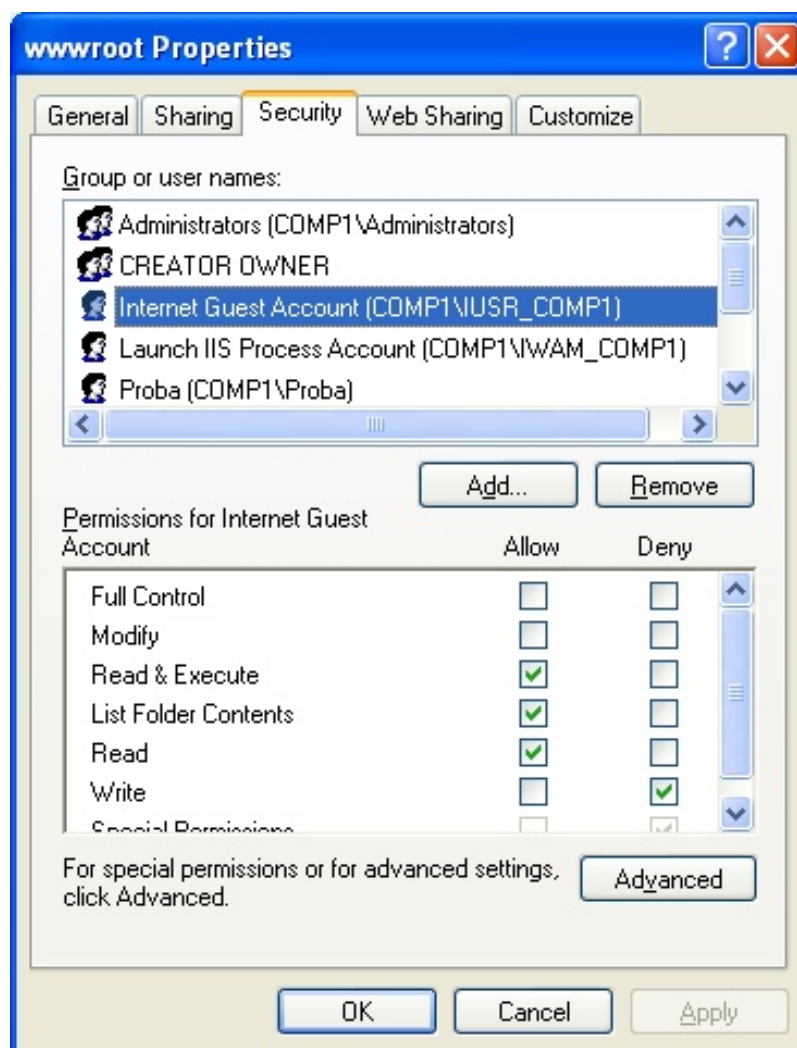 wwwroot Properties
General Sharing Security Web Sharing Customize
Group or user names:
Administrators (COMP1\Administrators)
CREATOR OWNER
Internet Guest Account (COMP1\IUSR_COMP1)
Launch IIS Process Account (COMP1\IWAM_COMP1)
Proba (COMP1\Proba)
Add... Remove
Permissions for Internet Guest
Account Allow Deny
Full Control
Modify
Read & Execute
List Folder Contents
Read
Write
Special Permissions
For special permissions or for advanced settings,
click Advanced.
Advanced
OK Cancel Apply